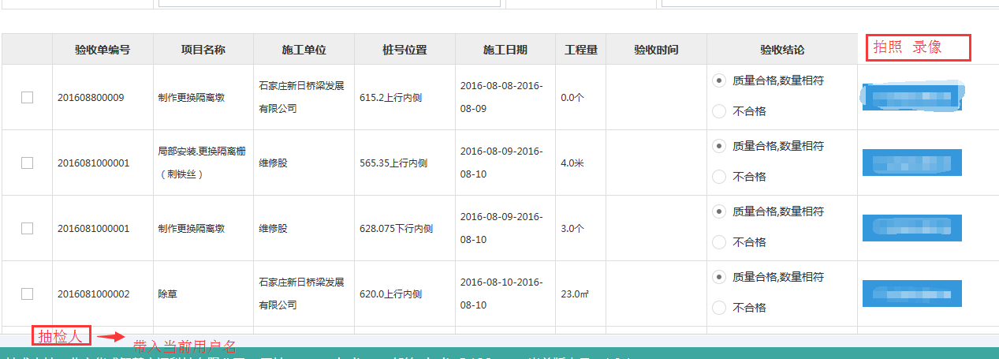 验收单编号 项目名称 施工单位 桩号位置 施工日期 工程量 验收时间 验收结论 拍照 录像
201608800009 制作更换隔离墩 石家庄新日桥梁发展 615.2上行内侧 2016-08-08-2016- 0.0个 质量合格,数量相符
有限公司 08-09 不合格
2016081000001 局部安装.更换隔离栅 维修股 565.35上行内侧 2016-08-09-2016- 4.0米 质量合格,数量相符
（刺铁丝） 08-10 不合格
2016081000001 制作更换隔离墩 维修股 628.075下行内侧 2016-08-09-2016- 3.0个 质量合格,数量相符
08-10 不合格
2016081000002 除草 石家庄新日桥梁发展 620.0上行内侧 2016-08-10-2016- 23.0㎡ 质量合格,数量相符
有限公司 08-10 不合格
抽检人
带入当前用户名